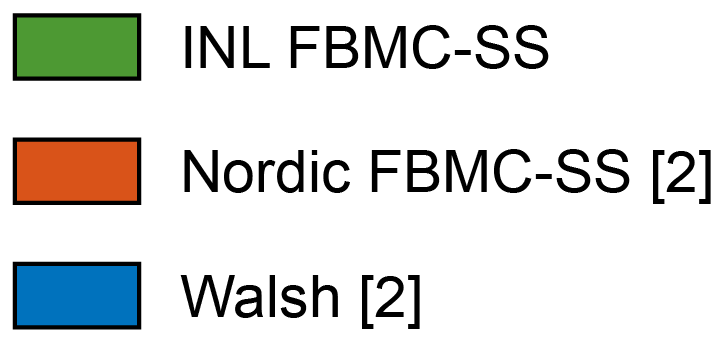 INL FBMC-SS
Nordic FBMC-SS [2]
Walsh [2]